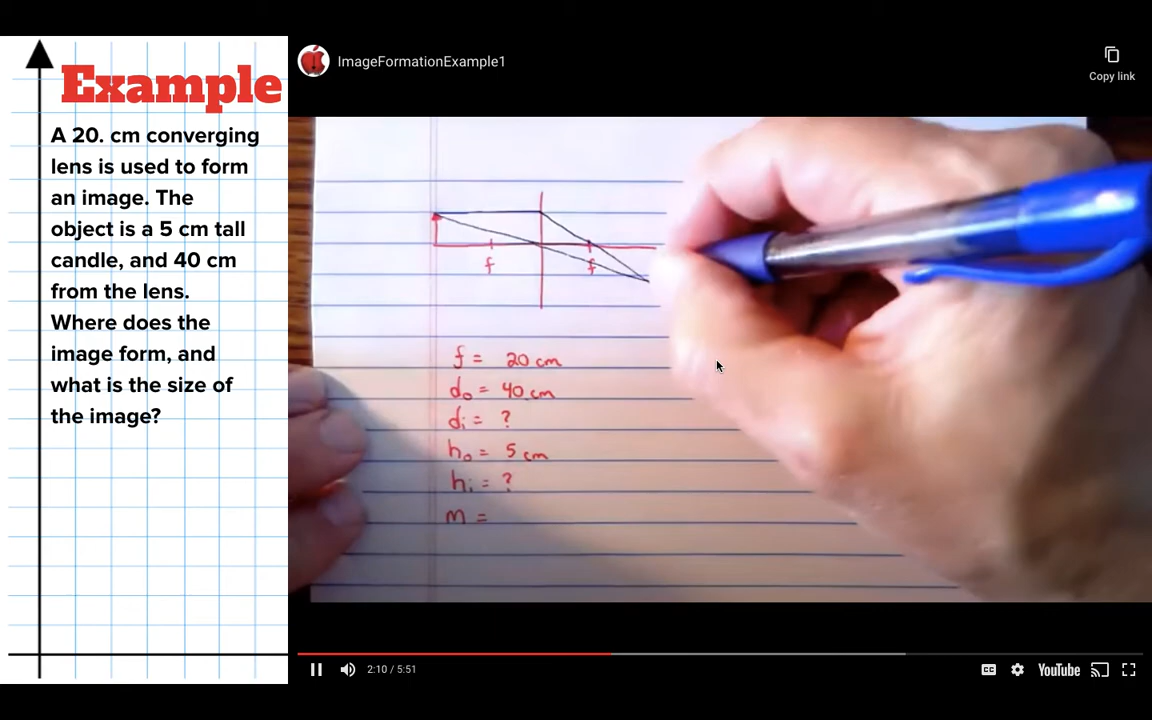 Example
A 20. cm converging
lens is used to form
an image. The
object is a 5 cm tall
candle, and 40 cm
from the lens.
Where does the
image form, and
what is the size of
the image?
ImageFormationExample1
Copy link
f f
f = 20 cm
do = 40 cm
di = ?
ho = 5 cm
hi = ?
m =
2:10 / 5:51
CC
YouTube